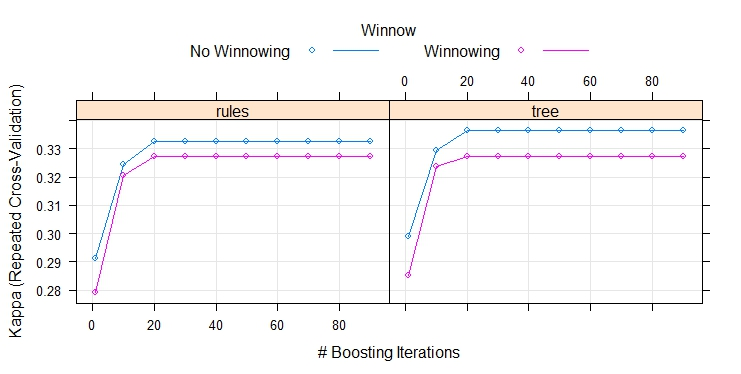 Winnow
No Winnowing Winnowing
0 20 40 60 80
rules tree
Kappa (Repeated Cross-Validation)
0.33
0.32
0.31
0.30
0.29
0.28
0 20 40 60 80
# Boosting Iterations